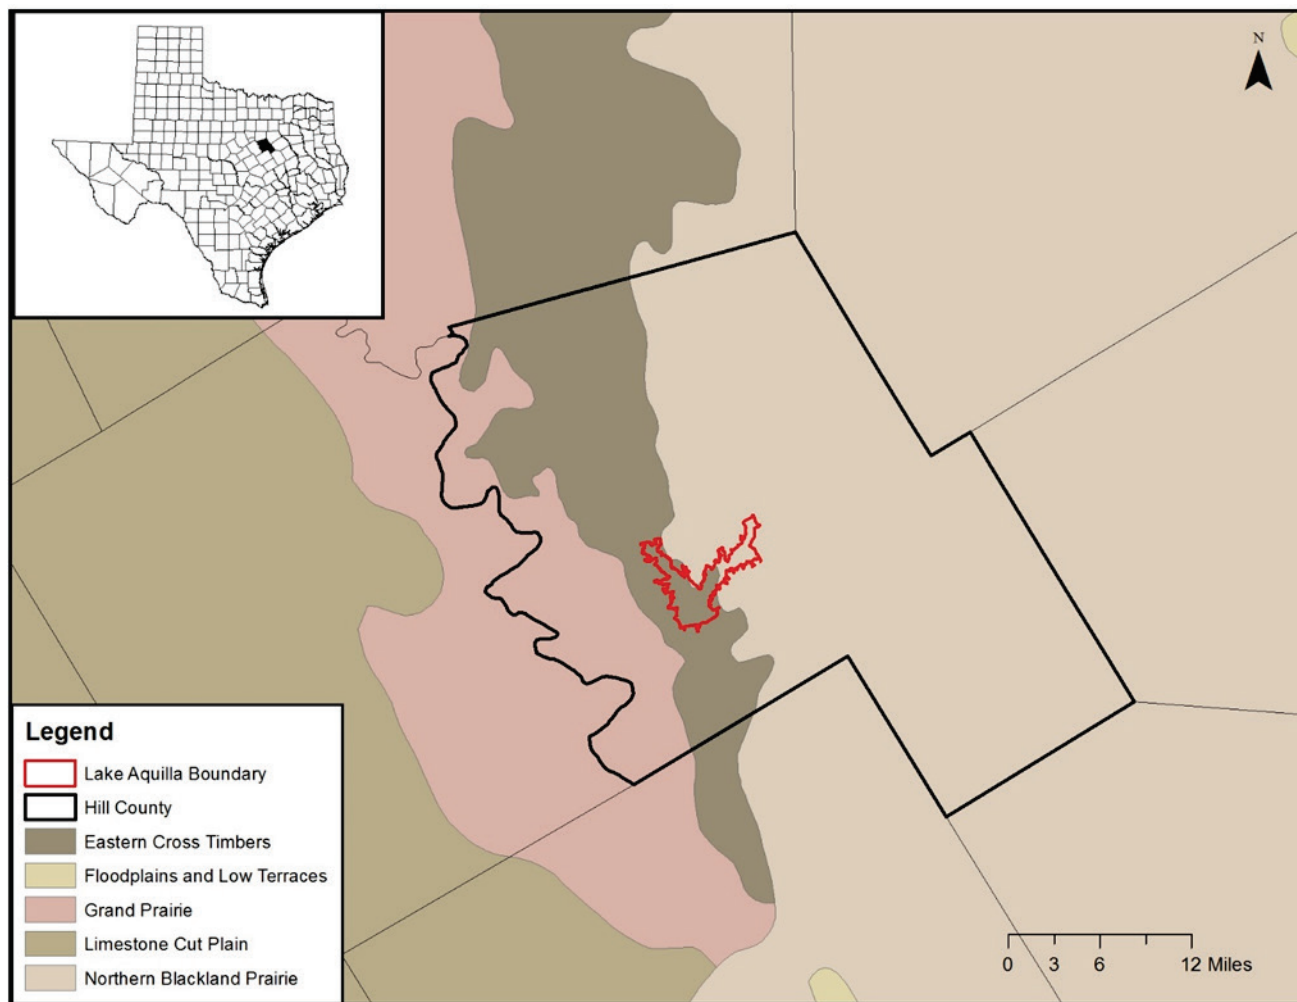 N
Legend
Lake Aquilla Boundary
Hill County
Eastern Cross Timbers
Floodplains and Low Terraces
Grand Prairie
Limestone Cut Plain
Northern Blackland Prairie
0 3 6 12 Miles